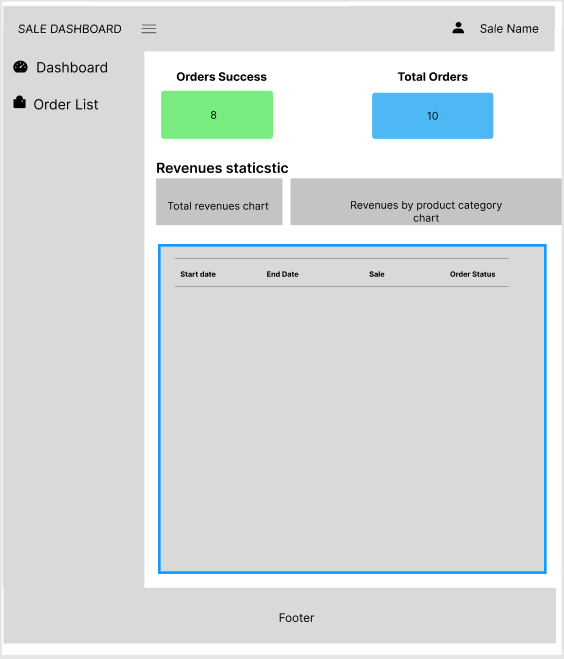 SALE DASHBOARD
Sale Name
Dashboard
Order List
Orders Success
Total Orders
8
10
Revenues staticstic
Total revenues chart
Revenues by product category
chart
Start date
End Date
Sale
Order Status
Footer